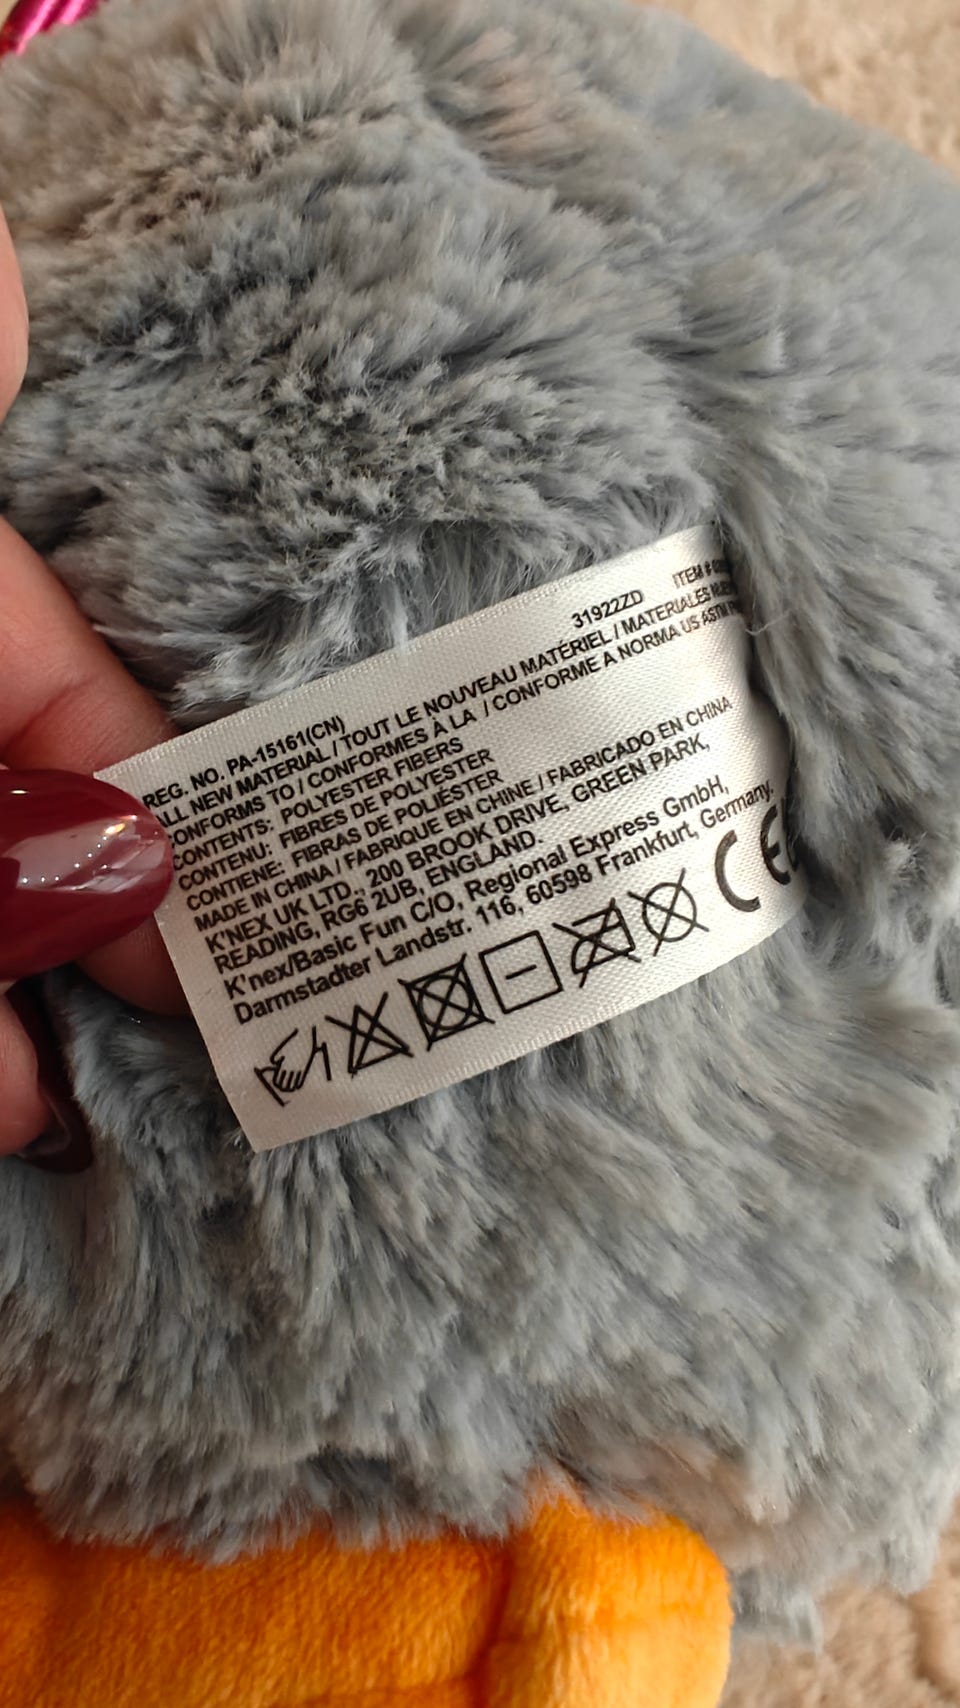 31922ZD ITEM #
REG. NO. PA-15161(CN)
ALL NEW MATERIAL / TOUT LE NOUVEAU MATÉRIEL / MATERIALES
CONFORMS TO / CONFORMES À LA / CONFORME A NORMA US ASTM
CONTENTS: POLYESTER FIBERS
CONTENU: FIBRES DE POLYESTER
CONTIENE: FIBRAS DE POLIÉSTER
MADE IN CHINA / FABRIQUE EN CHINE / FABRICADO EN CHINA
K'NEX UK LTD., 200 BROOK DRIVE, GREEN PARK,
READING, RG6 2UB, ENGLAND.
K'nex/Basic Fun C/O, Regional Express GmbH,
Darmstadter Landstr. 116, 60598 Frankfurt, Germany.
CE